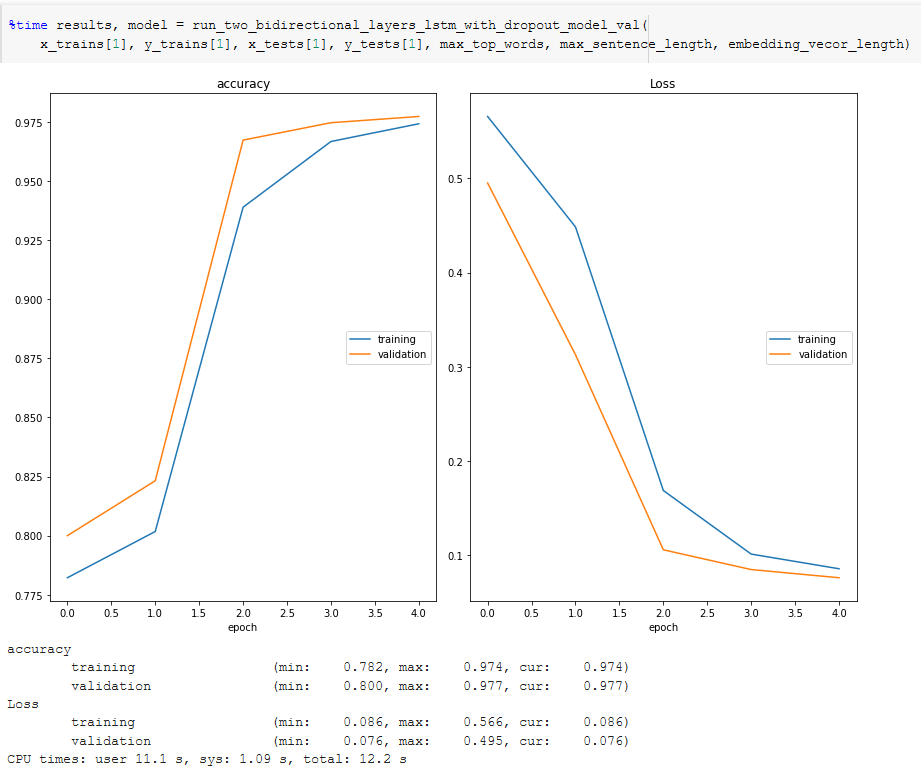 %time results, model = run_two_bidirectional_layers_lstm_with_dropout_model_val(
x_trains[1], y_trains[1], x_tests[1], y_tests[1], max_top_words, max_sentence_length, embedding_vecor_length)
accuracy
0.975
0.950
0.925
0.900
0.875
0.850
0.825
0.800
0.775
training
validation
0.0 0.5 1.0 1.5 2.0 2.5 3.0 3.5 4.0
epoch
Loss
0.5
0.4
0.3
0.2
0.1
training
validation
0.0 0.5 1.0 1.5 2.0 2.5 3.0 3.5 4.0
epoch
accuracy
training (min: 0.782, max: 0.974, cur: 0.974)
validation (min: 0.800, max: 0.977, cur: 0.977)
Loss
training (min: 0.086, max: 0.566, cur: 0.086)
validation (min: 0.076, max: 0.495, cur: 0.076)
CPU times: user 11.1 s, sys: 1.09 s, total: 12.2 s